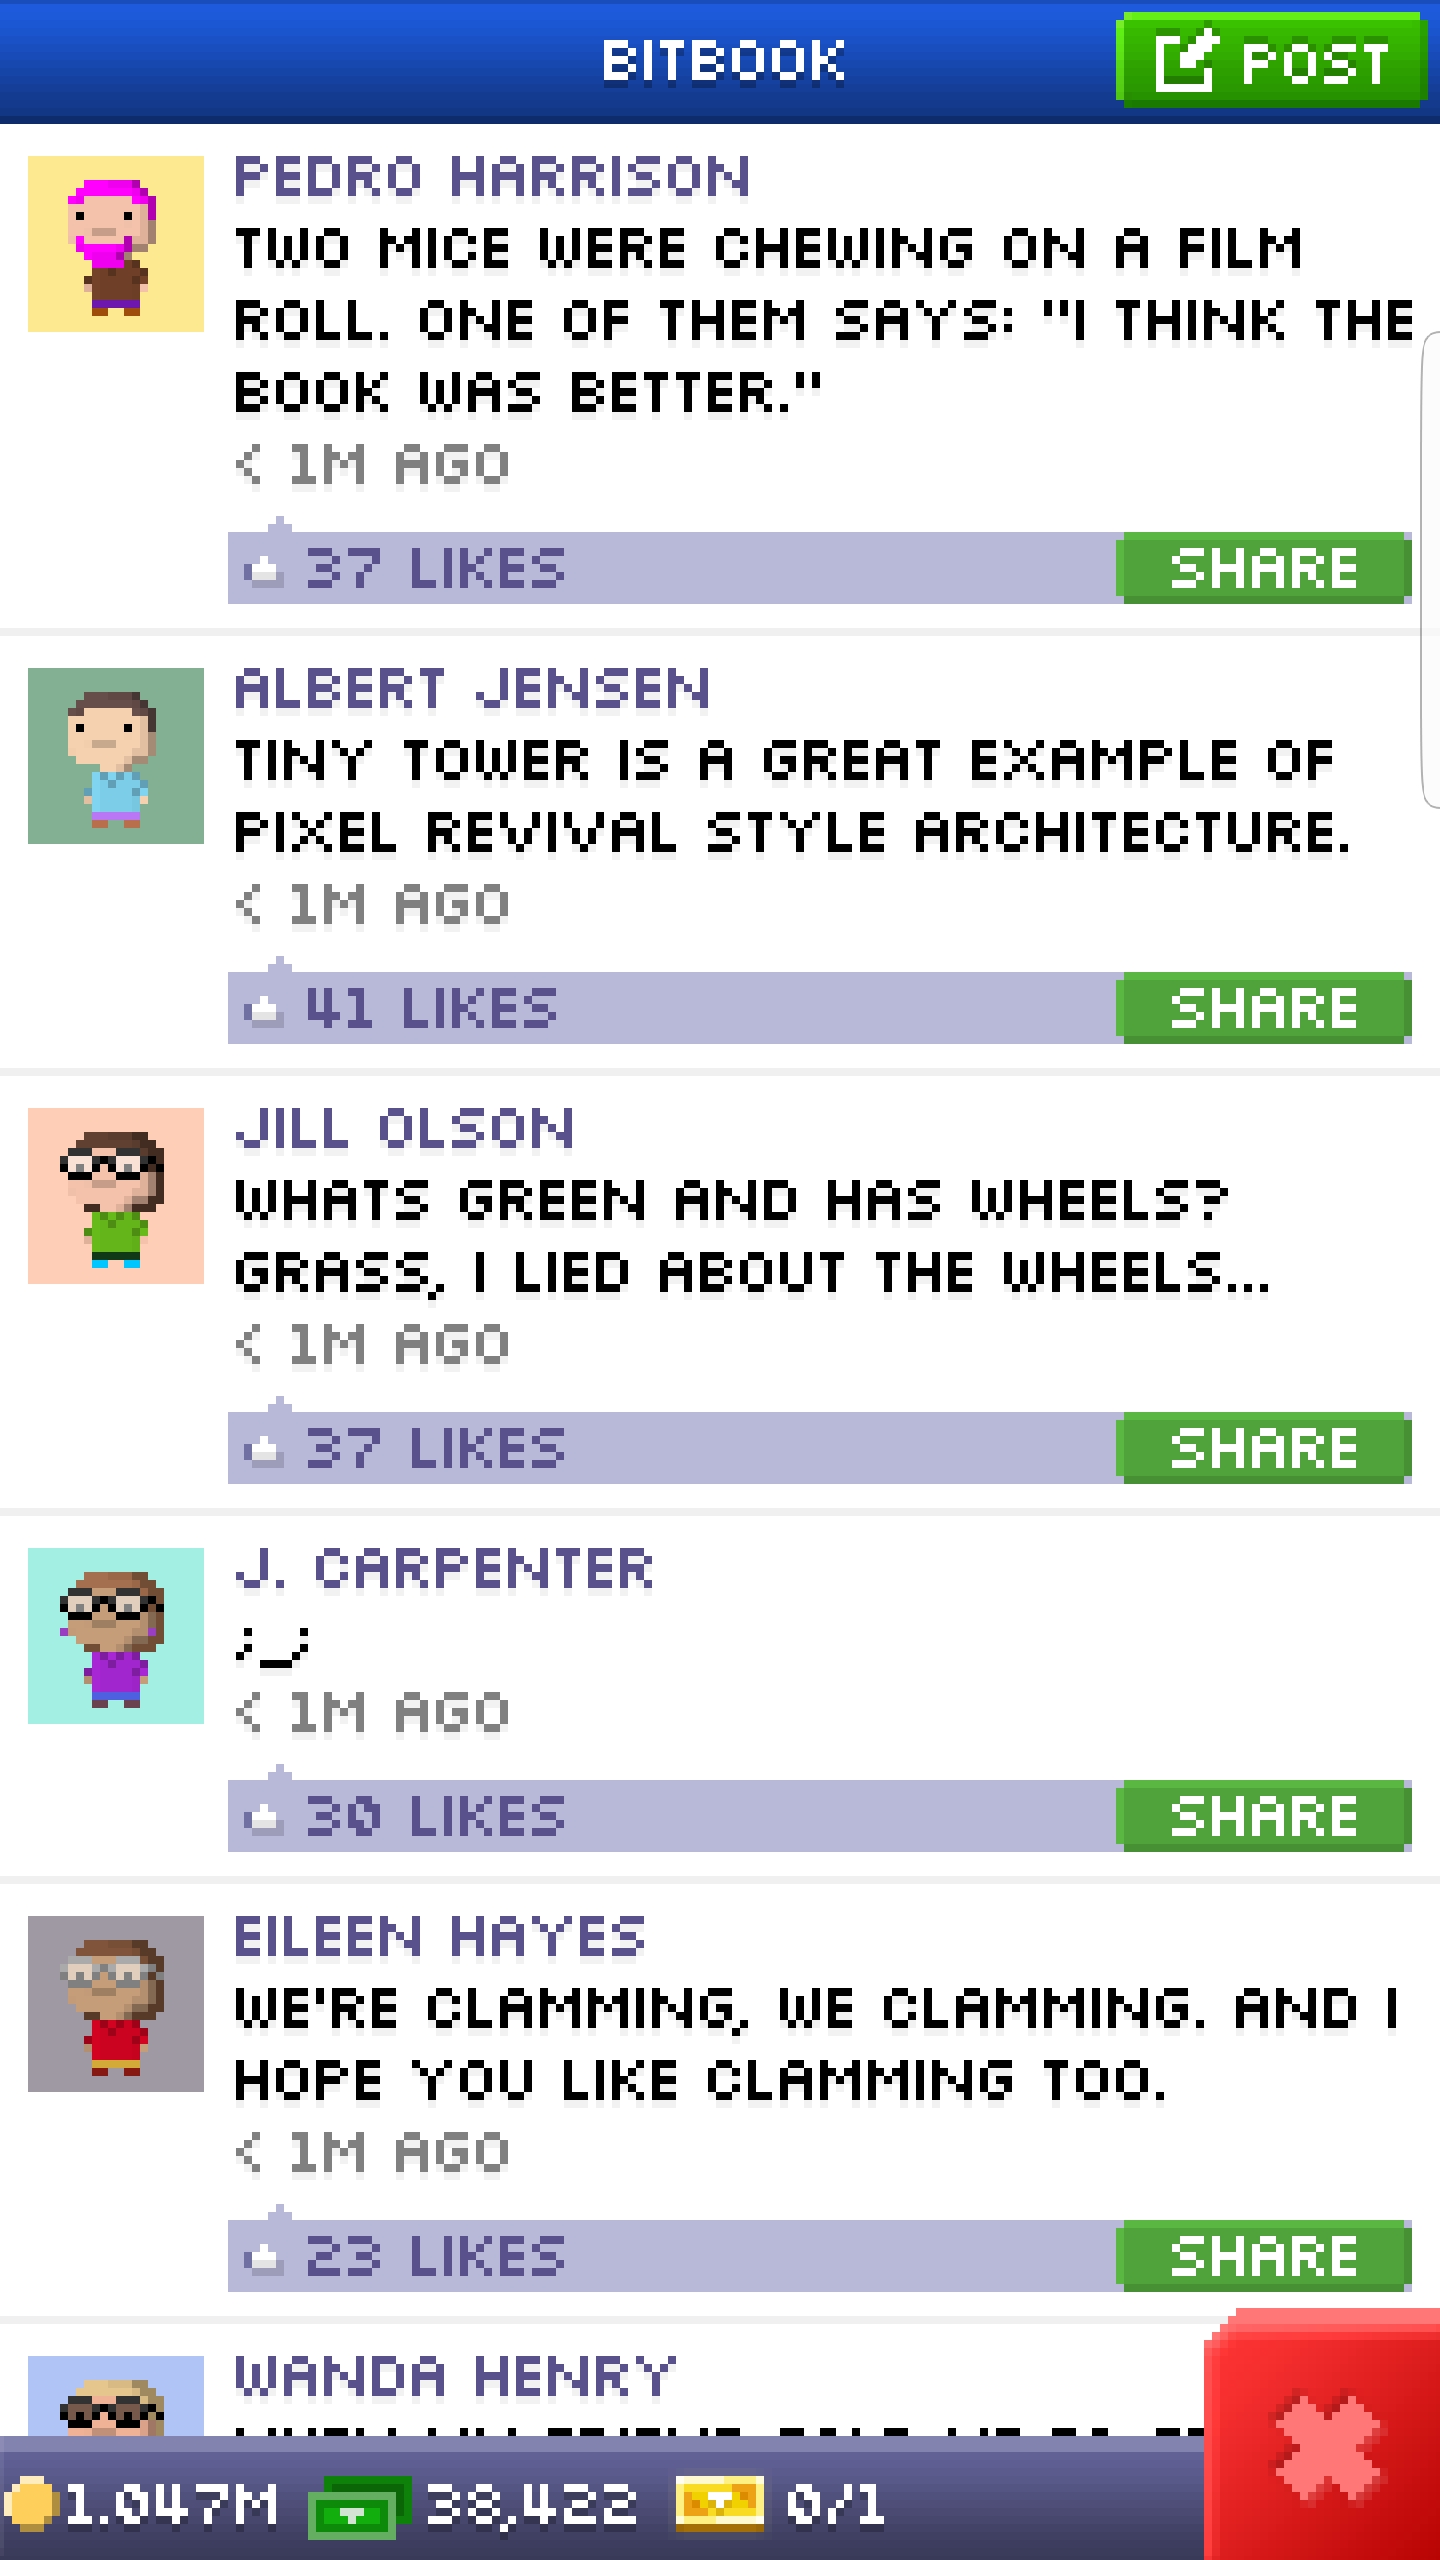 BITBOOK
POST
PEDRO HARRISON
TWO MICE WERE CHEWING ON A FILM
ROLL. ONE OF THEM SAYS: "I THINK THE
BOOK WAS BETTER."
< 1M AGO
37 LIKES
SHARE
ALBERT JENSEN
TINY TOWER IS A GREAT EXAMPLE OF
PIXEL REVIVAL STYLE ARCHITECTURE.
< 1M AGO
41 LIKES
SHARE
JILL OLSON
WHATS GREEN AND HAS WHEELS?
GRASS, I LIED ABOUT THE WHEELS...
< 1M AGO
37 LIKES
SHARE
J. CARPENTER
;_;
< 1M AGO
30 LIKES
SHARE
EILEEN HAYES
WE'RE CLAMMING, WE CLAMMING. AND I
HOPE YOU LIKE CLAMMING TOO.
< 1M AGO
23 LIKES
SHARE
WANDA HENRY
1.047M
38,422
0/1